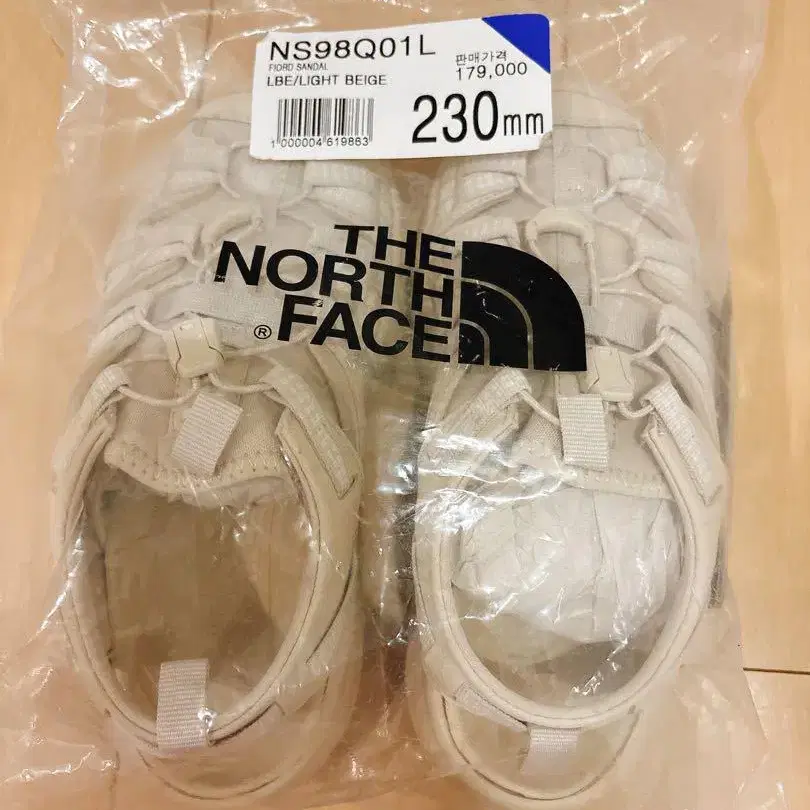 NS98Q01L
FIORD SANDAL
LBE/LIGHT BEIGE
판매가격
179,000
1 000004 619863
230mm
THE
NORTH
® FACE